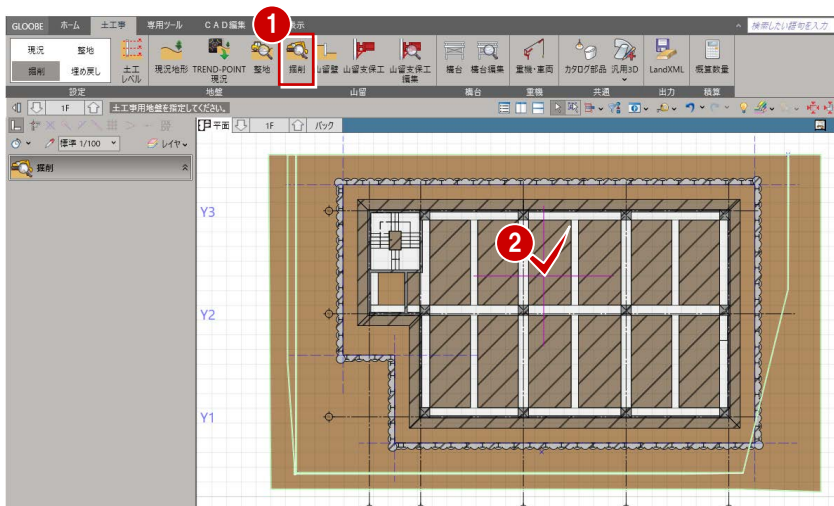 GLOOBE ホーム 土工事 専用ツール CAD編集 表示 検索したい語句を入力
1
現況 整地
掘削 埋め戻し
土工レベル
現況地形
TREND-POINT現況
整地
掘削
山留壁
山留支保工
山留支保工編集
構台
構台編集
重機・車両
カタログ部品
汎用3D
LandXML
概算数量
設定 地盤 山留 構台 重機 共通 出力 積算
1F 土工事用地盤を指定してください。
平面 1F バック
標準 1/100 レイヤ
掘削
Y3
2
Y2
Y1